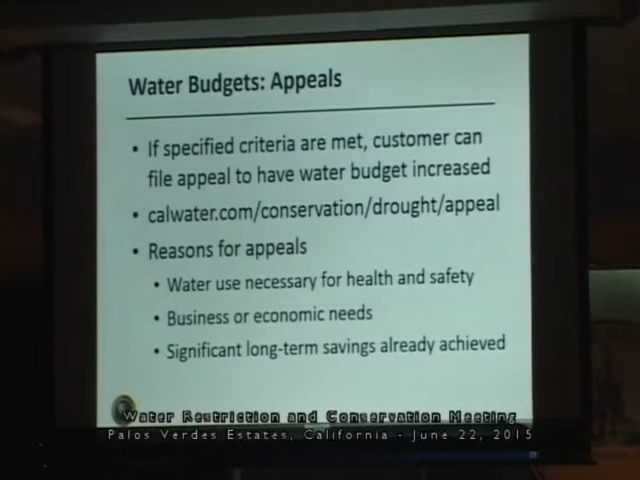 Water Budgets: Appeals
• If specified criteria are met, customer can
file appeal to have water budget increased
• calwater.com/conservation/drought/appeal
• Reasons for appeals
• Water use necessary for health and safety
• Business or economic needs
• Significant long-term savings already achieved
Water Restriction and Conservation Meeting
Palos Verdes Estates, California - June 22, 2015